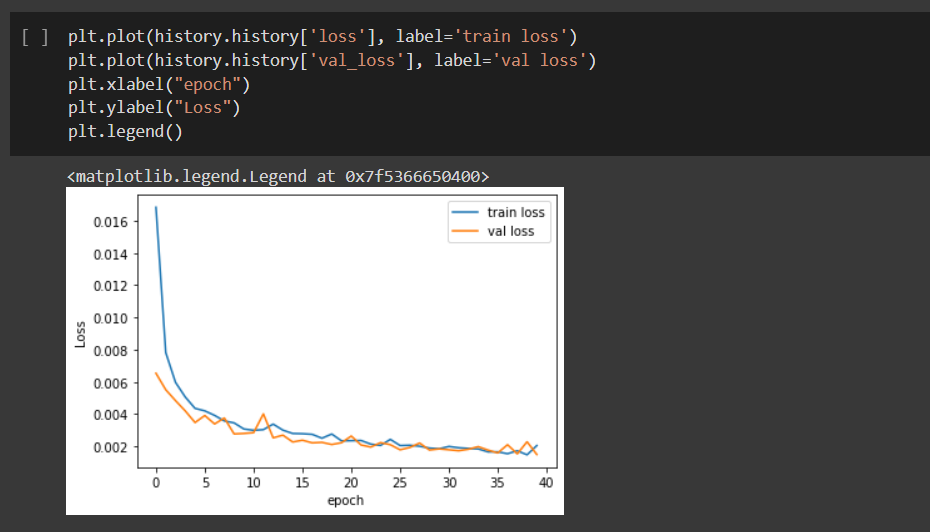 [ ] plt.plot(history.history['loss'], label='train loss')
plt.plot(history.history['val_loss'], label='val loss')
plt.xlabel("epoch")
plt.ylabel("Loss")
plt.legend()
<matplotlib.legend.Legend at 0x7f5366650400>
train loss
val loss
0.016
0.014
0.012
0.010
0.008
0.006
0.004
0.002
Loss
0 5 10 15 20 25 30 35 40
epoch